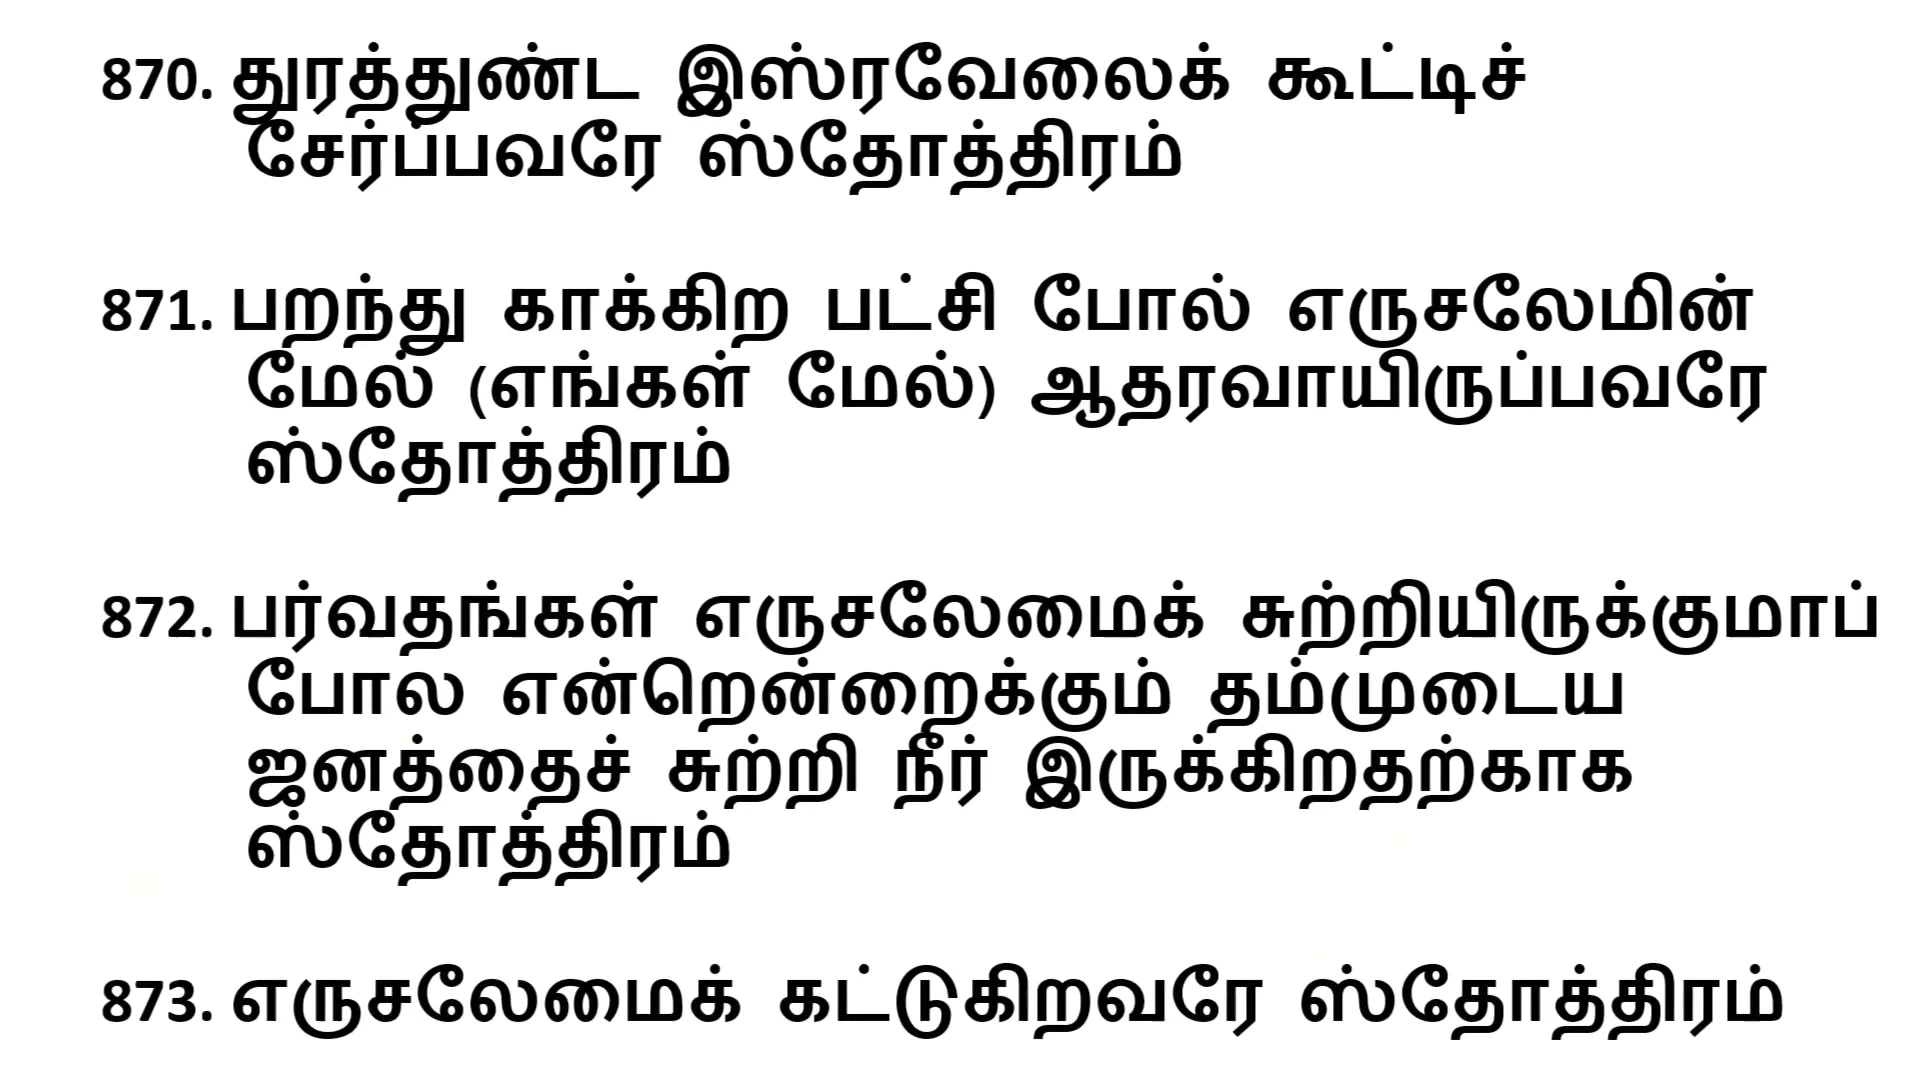 870. துரத்துண்ட இஸ்ரவேலைக் கூட்டிச்
சேர்ப்பவரே ஸ்தோத்திரம்
871. பறந்து காக்கிற பட்சி போல் எருசலேமின்
மேல் (எங்கள் மேல்) ஆதரவாயிருப்பவரே
ஸ்தோத்திரம்
872. பர்வதங்கள் எருசலேமைக் சுற்றியிருக்குமாப்
போல என்றென்றைக்கும் தம்முடைய
ஜனத்தைச் சுற்றி நீர் இருக்கிறதற்காக
ஸ்தோத்திரம்
873. எருசலேமைக் கட்டுகிறவரே ஸ்தோத்திரம்